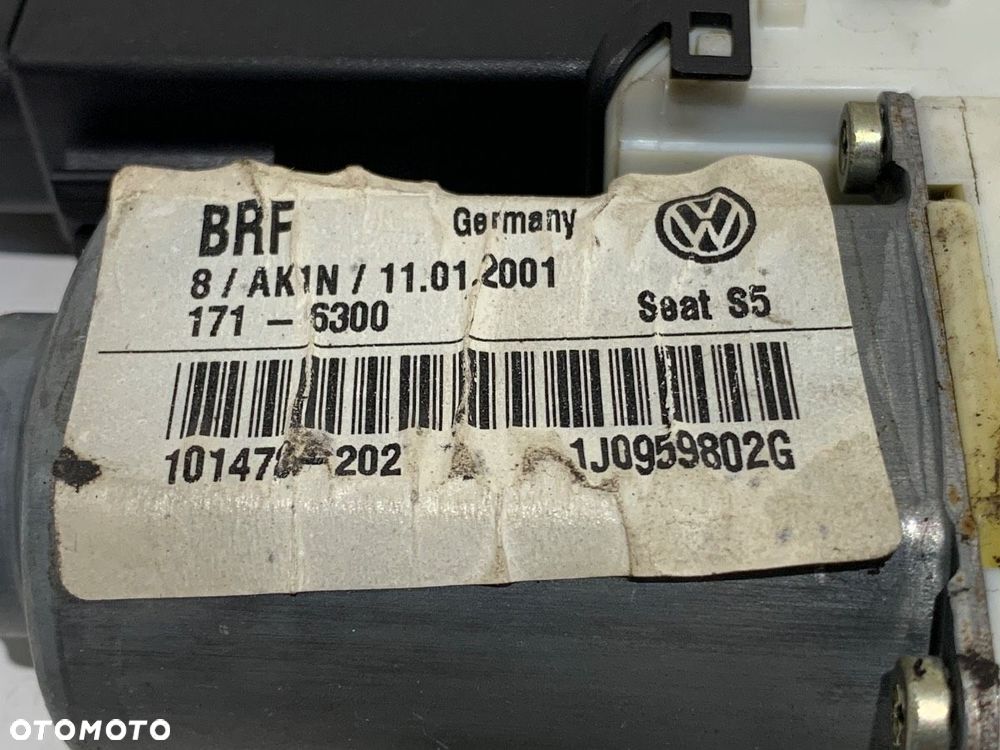 BRF Germany
8 / AK1N / 11.01.2001
171 - 6300 Seat S5
1J0959802G
OTOMOTO